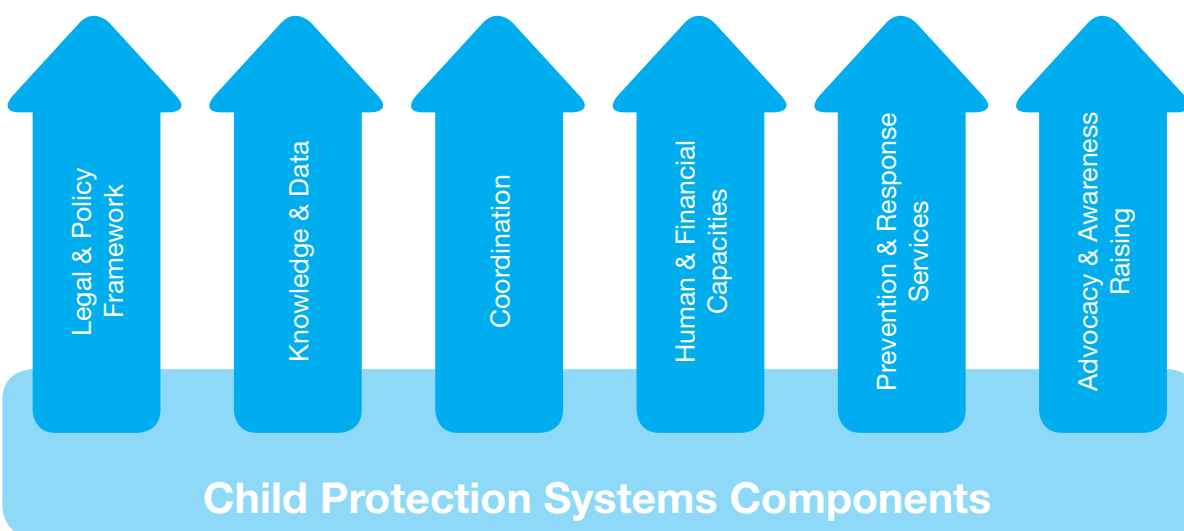 Legal & Policy
Framework
Knowledge & Data
Coordination
Human & Financial
Capacities
Prevention & Response
Services
Advocacy & Awareness
Raising
Child Protection Systems Components